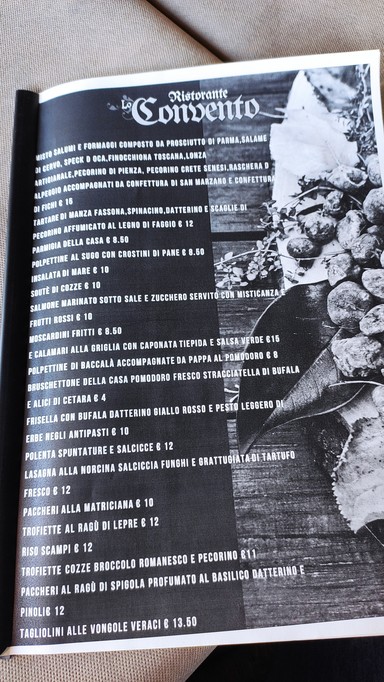 Ristorante
Lo Convento
MISTO SALUMI E FORMAGGI COMPOSTO DA PROSCIUTTO DI PARMA,SALAME
DI CERVO, SPECK D OCA,FINOCCHIONA TOSCANA,LONZA
ARTIGIANALE,PECORINO DI PIENZA, PECORINO CRETE SENESI,RASCHERA D
ALPEGGIO ACCOMPAGNATI DA CONFETTURA DI SAN MARZANO E CONFETTURA
DI FICHI € 16
TARTARE DI MANZA FASSONA,SPINACINO,DATTERINO E SCAGLIE DI
PECORINO AFFUMICATO AL LEGNO DI FAGGIO € 12
PARMIGIA DELLA CASA € 8.50
POLPETTINE AL SUGO CON CROSTINI DI PANE € 8.50
INSALATA DI MARE € 10
SOUTÈ DI COZZE € 10
SALMONE MARINATO SOTTO SALE E ZUCCHERO SERVITO CON MISTICANZA E
FRUTTI ROSSI € 10
MOSCARDINI FRITTI € 8.50
E CALAMARI ALLA GRIGLIA CON CAPONATA TIEPIDA E SALSA VERDE €15
POLPETTINE DI BACCALÀ ACCOMPAGNATE DA PAPPA AL POMODORO € 8
BRUSCHETTONE DELLA CASA POMODORO FRESCO STRACCIATELLA DI BUFALA
E ALICI DI CETARA € 4
FRISELLA CON BUFALA DATTERINO GIALLO ROSSO E PESTO LEGGERO DI
ERBE NEGLI ANTIPASTI € 10
POLENTA SPUNTATURE E SALCICCE € 12
LASAGNA ALLA NORCINA SALCICCIA FUNGHI E GRATTUGIATA DI TARTUFO
FRESCO € 12
PACCHERI ALLA MATRICIANA € 10
TROFIETTE AL RAGÙ DI LEPRE € 12
RISO SCAMPI € 12
TROFIETTE COZZE BROCCOLO ROMANESCO E PECORINO €11
PACCHERI AL RAGÙ DI SPIGOLA PROFUMATO AL BASILICO DATTERINO E
PINOLI€ 12
TAGLIOLINI ALLE VONGOLE VERACI € 13.50